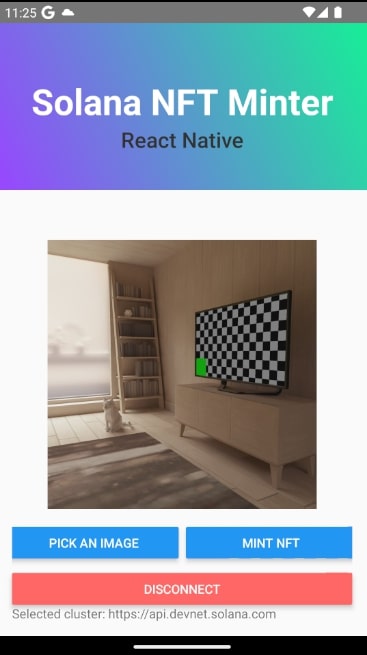 11:25 G
Solana NFT Minter
React Native
PICK AN IMAGE
MINT NFT
DISCONNECT
Selected cluster: https://api.devnet.solana.com